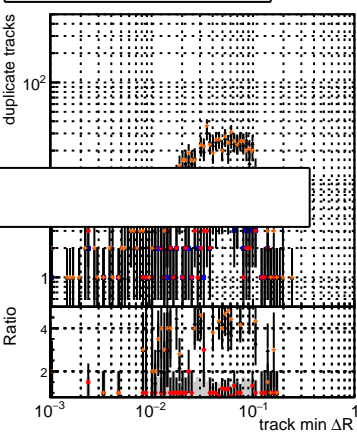 duplicate tracks
10²
1
Ratio
4
2
10⁻³
10⁻²
10⁻¹
1
track min ΔR